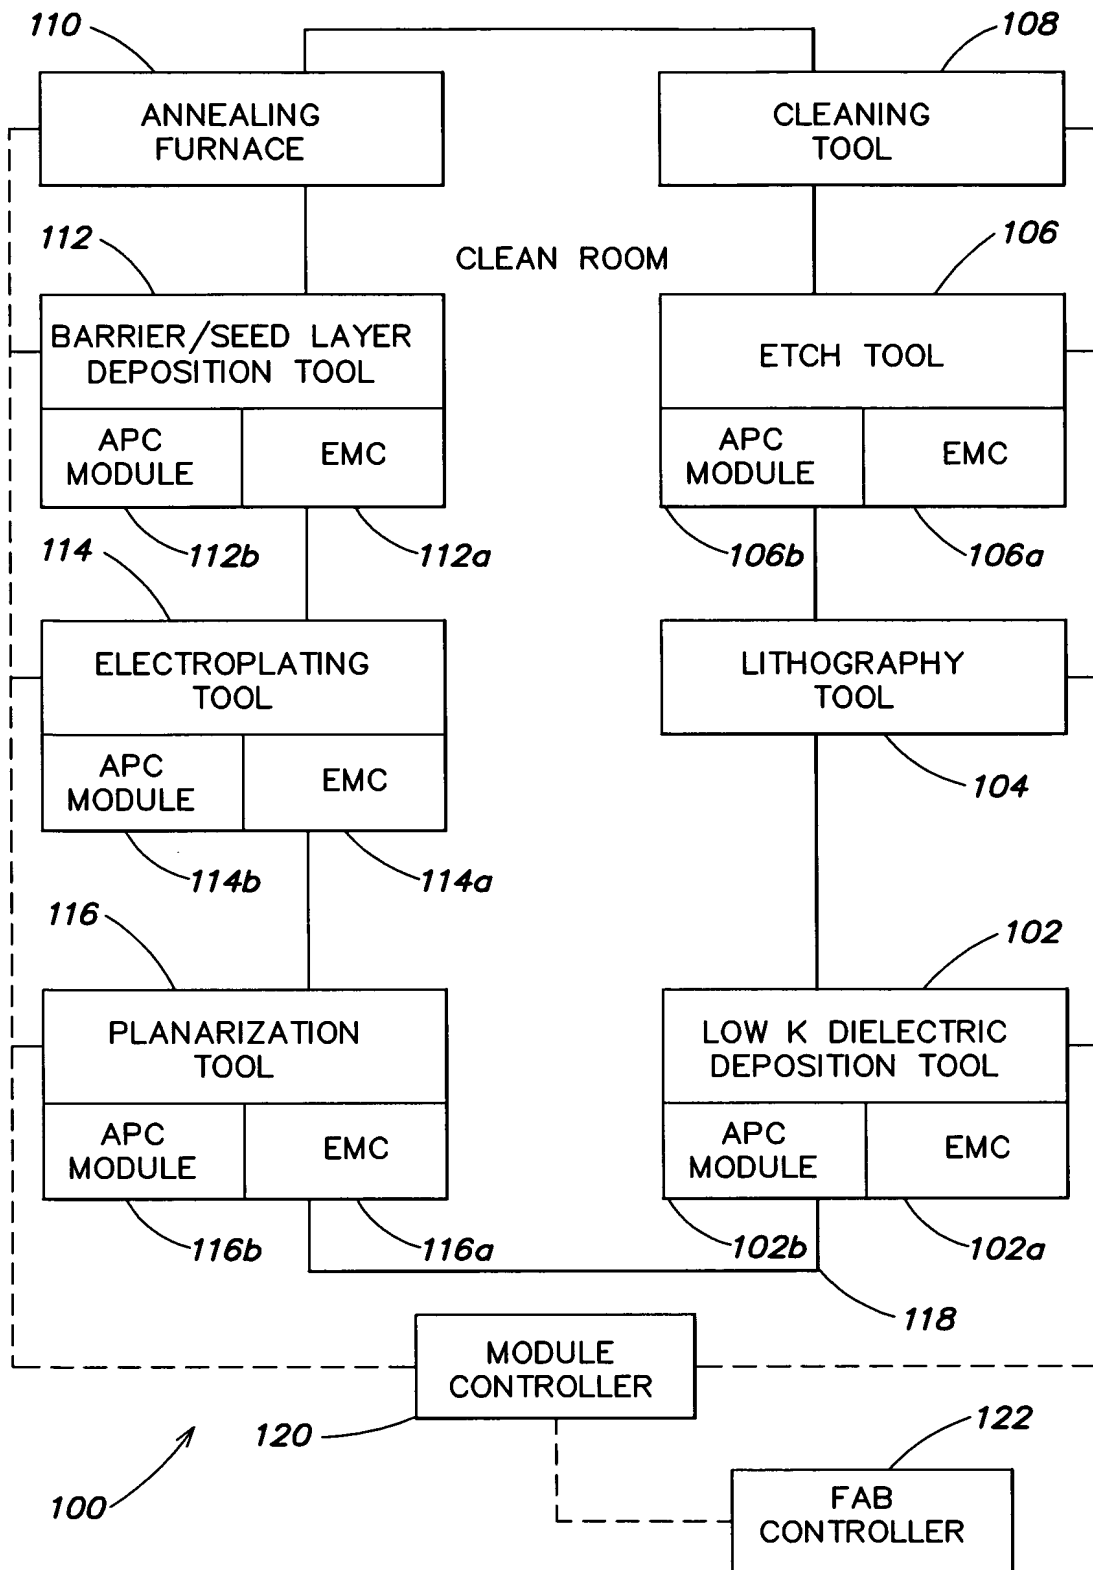 110
108
ANNEALING
FURNACE
CLEANING
TOOL
112
CLEAN ROOM
106
BARRIER/SEED LAYER
DEPOSITION TOOL
ETCH TOOL
APC
MODULE
EMC
APC
MODULE
EMC
114
112b
112a
106b
106a
ELECTROPLATING
TOOL
LITHOGRAPHY
TOOL
APC
MODULE
EMC
104
114b
114a
116
102
PLANARIZATION
TOOL
LOW K DIELECTRIC
DEPOSITION TOOL
APC
MODULE
EMC
APC
MODULE
EMC
116b
116a
102b
102a
118
MODULE
CONTROLLER
120
122
100
FAB
CONTROLLER